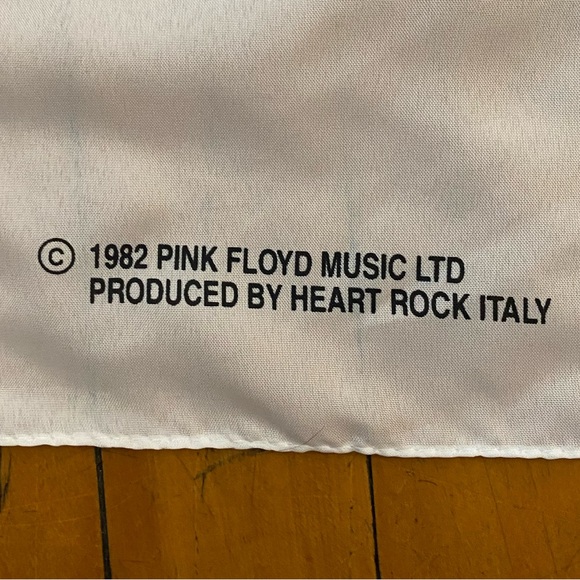 © 1982 PINK FLOYD MUSIC LTD
PRODUCED BY HEART ROCK ITALY